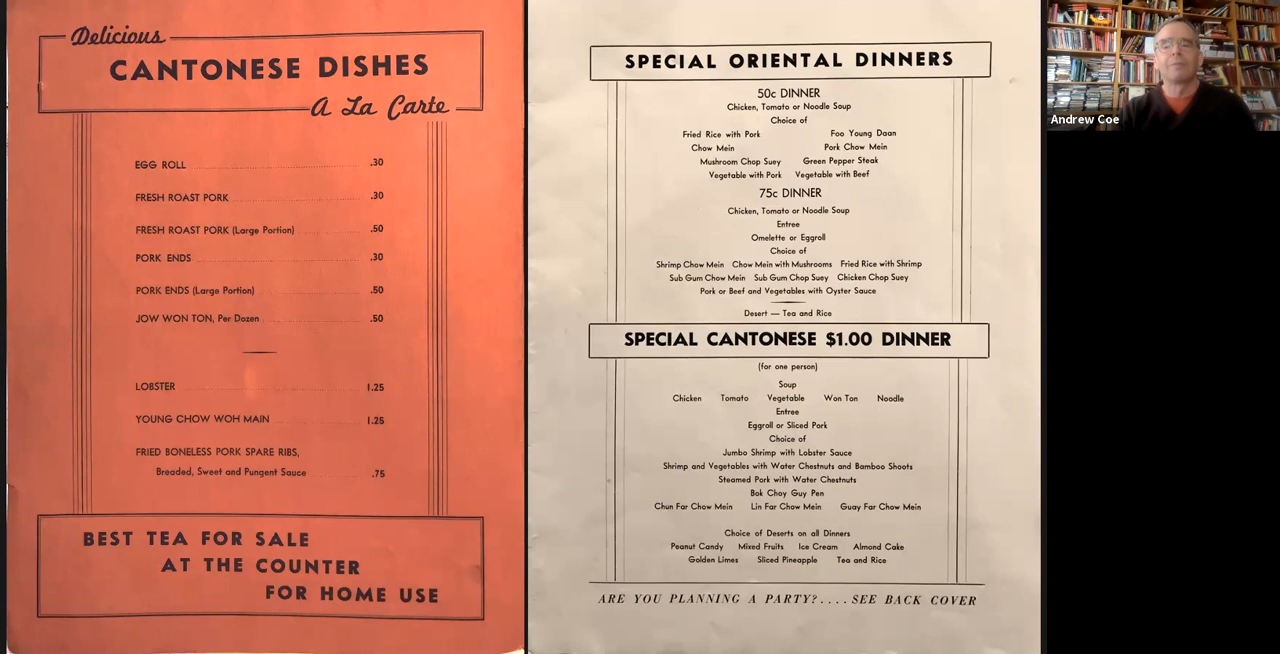 Delicious
CANTONESE DISHES
A La Carte
EGG ROLL .30
FRESH ROAST PORK .30
FRESH ROAST PORK (Large Portion) .50
PORK ENDS .30
PORK ENDS (Large Portion) .50
JOW WON TON, Per Dozen .50
LOBSTER 1.25
YOUNG CHOW WOH MAIN 1.25
FRIED BONELESS PORK SPARE RIBS,
Breaded, Sweet and Pungent Sauce .75
BEST TEA FOR SALE
AT THE COUNTER
FOR HOME USE
SPECIAL ORIENTAL DINNERS
50c DINNER
Chicken, Tomato or Noodle Soup
Choice of
Fried Rice with Pork Foo Young Daan
Chow Mein Pork Chow Mein
Mushroom Chop Suey Green Pepper Steak
Vegetable with Pork Vegetable with Beef
75c DINNER
Chicken, Tomato or Noodle Soup
Entree
Omelette or Eggroll
Choice of
Shrimp Chow Mein Chow Mein with Mushrooms Fried Rice with Shrimp
Sub Gum Chow Mein Sub Gum Chop Suey Chicken Chop Suey
Pork or Beef and Vegetables with Oyster Sauce
Desert — Tea and Rice
SPECIAL CANTONESE $1.00 DINNER
(for one person)
Soup
Chicken Tomato Vegetable Won Ton Noodle
Entree
Eggroll or Sliced Pork
Choice of
Jumbo Shrimp with Lobster Sauce
Shrimp and Vegetables with Water Chestnuts and Bamboo Shoots
Steamed Pork with Water Chestnuts
Bok Choy Guy Pen
Chun Far Chow Mein Lin Far Chow Mein Guay Far Chow Mein
Choice of Deserts on all Dinners
Peanut Candy Mixed Fruits Ice Cream Almond Cake
Golden Limes Sliced Pineapple Tea and Rice
ARE YOU PLANNING A PARTY?.... SEE BACK COVER
Andrew Coe